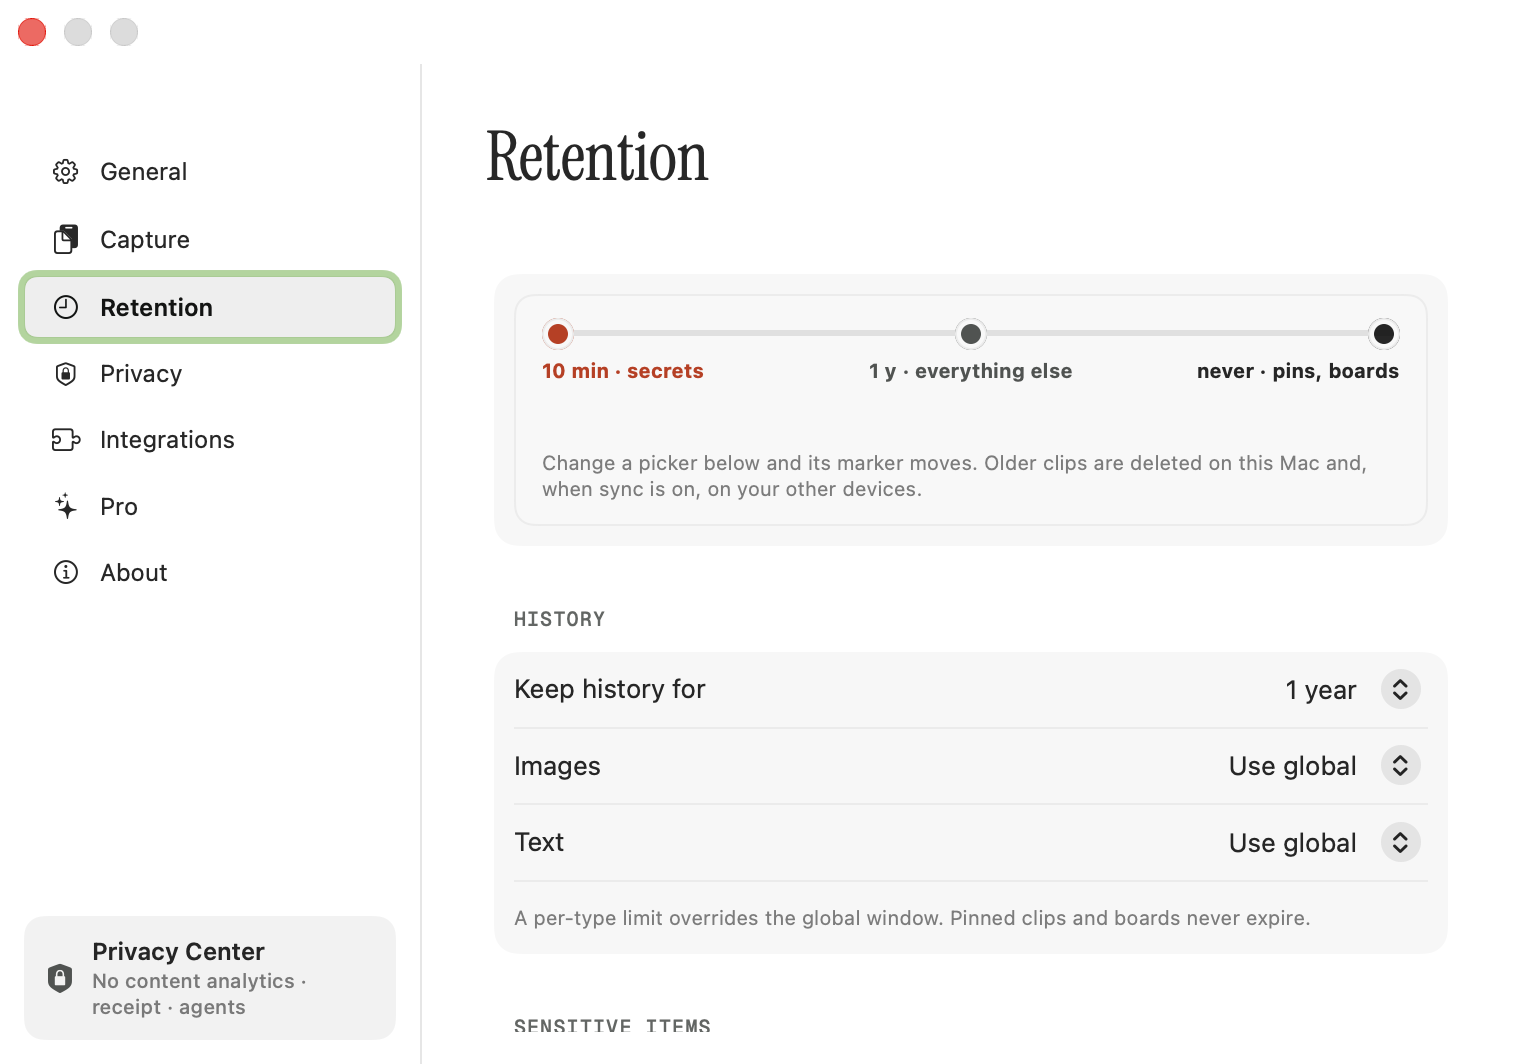 General
Capture
Retention
Privacy
Integrations
Pro
About
Privacy Center
No content analytics ·
receipt · agents
Retention
10 min · secrets
1 y · everything else
never · pins, boards
Change a picker below and its marker moves. Older clips are deleted on this Mac and,
when sync is on, on your other devices.
HISTORY
Keep history for
1 year
Images
Use global
Text
Use global
A per-type limit overrides the global window. Pinned clips and boards never expire.
SENSITIVE ITEMS